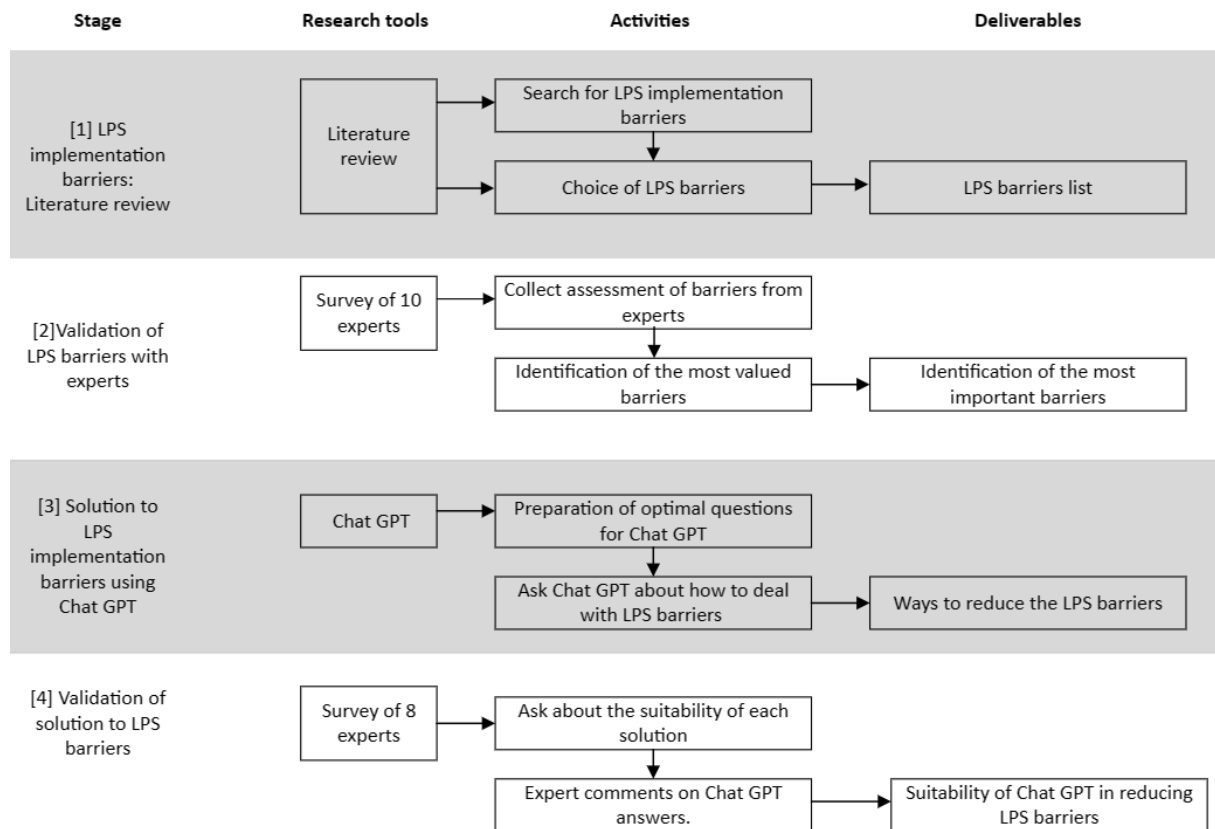 Stage
Research tools
Activities
Deliverables
[1] LPS
implementation
barriers:
Literature review
Literature
review
Search for LPS implementation
barriers
Choice of LPS barriers
LPS barriers list
[2]Validation of
LPS barriers with
experts
Survey of 10
experts
Collect assessment of barriers from
experts
Identification of the most valued
barriers
Identification of the most
important barriers
[3] Solution to
LPS
implementation
barriers using
Chat GPT
Chat GPT
Preparation of optimal questions
for Chat GPT
Ask Chat GPT about how to deal
with LPS barriers
Ways to reduce the LPS barriers
[4] Validation of
solution to LPS
barriers
Survey of 8
experts
Ask about the suitability of each
solution
Expert comments on Chat GPT
answers.
Suitability of Chat GPT in reducing
LPS barriers